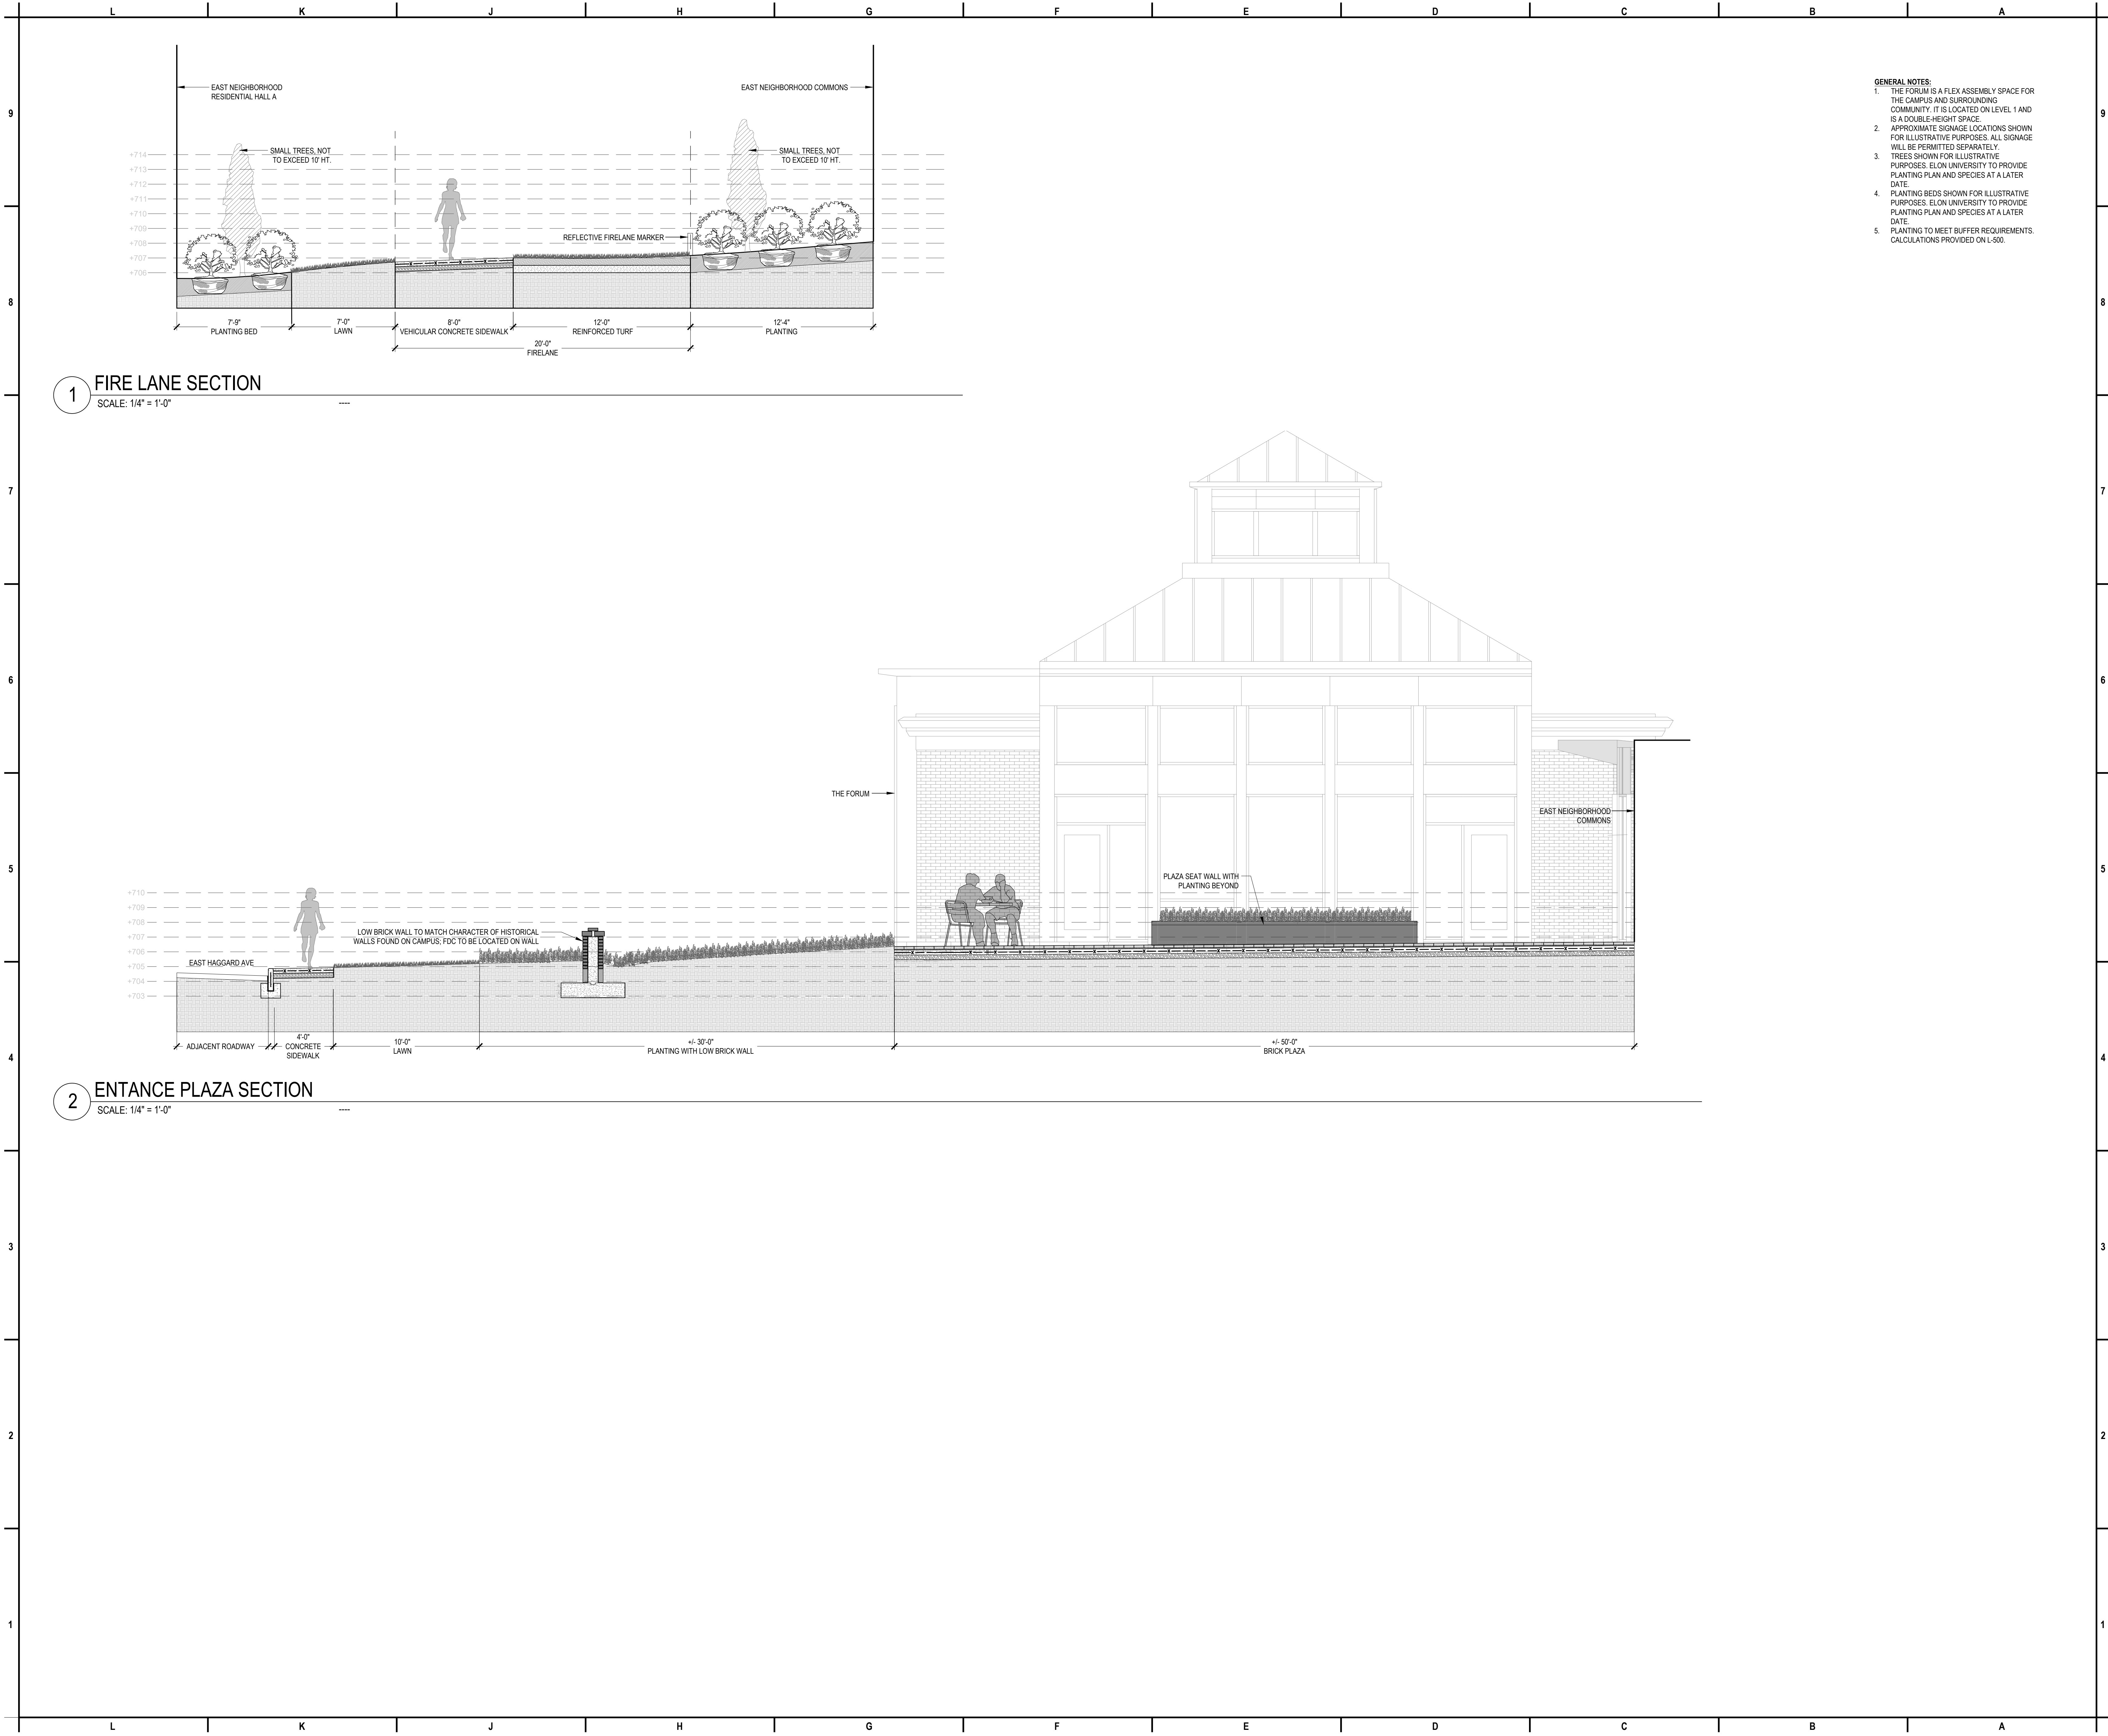 L K J H G F E D C B A
EAST NEIGHBORHOOD
RESIDENTIAL HALL A
EAST NEIGHBORHOOD COMMONS
GENERAL NOTES:
1. THE FORUM IS A FLEX ASSEMBLY SPACE FOR
THE CAMPUS AND SURROUNDING
COMMUNITY. IT IS LOCATED ON LEVEL 1 AND
IS A DOUBLE-HEIGHT SPACE.
2. APPROXIMATE SIGNAGE LOCATIONS SHOWN
FOR ILLUSTRATIVE PURPOSES. ALL SIGNAGE
WILL BE PERMITTED SEPARATELY.
3. TREES SHOWN FOR ILLUSTRATIVE
PURPOSES. ELON UNIVERSITY TO PROVIDE
PLANTING PLAN AND SPECIES AT A LATER
DATE.
4. PLANTING BEDS SHOWN FOR ILLUSTRATIVE
PURPOSES. ELON UNIVERSITY TO PROVIDE
PLANTING PLAN AND SPECIES AT A LATER
DATE.
5. PLANTING TO MEET BUFFER REQUIREMENTS.
CALCULATIONS PROVIDED ON L-500.
9 9
SMALL TREES, NOT
TO EXCEED 10' HT.
SMALL TREES, NOT
TO EXCEED 10' HT.
+714
+713
+712
+711
+710
+709
+708
+707
+706
REFLECTIVE FIRELANE MARKER
8 8
7'-9"
PLANTING BED
7'-0"
LAWN
8'-0"
VEHICULAR CONCRETE SIDEWALK
12'-0"
REINFORCED TURF
12'-4"
PLANTING
20'-0"
FIRELANE
1 FIRE LANE SECTION
SCALE: 1/4" = 1'-0" ----
7 7
6 6
THE FORUM
EAST NEIGHBORHOOD
COMMONS
5 5
PLAZA SEAT WALL WITH
PLANTING BEYOND
+710
+709
+708
+707
+706
+705
+704
+703
LOW BRICK WALL TO MATCH CHARACTER OF HISTORICAL
WALLS FOUND ON CAMPUS; FDC TO BE LOCATED ON WALL
EAST HAGGARD AVE
ADJACENT ROADWAY
4'-0"
CONCRETE
SIDEWALK
10'-0"
LAWN
+/- 30'-0"
PLANTING WITH LOW BRICK WALL
+/- 50'-0"
BRICK PLAZA
4 4
2 ENTANCE PLAZA SECTION
SCALE: 1/4" = 1'-0" ----
3 3
2 2
1 1
L K J H G F E D C B A